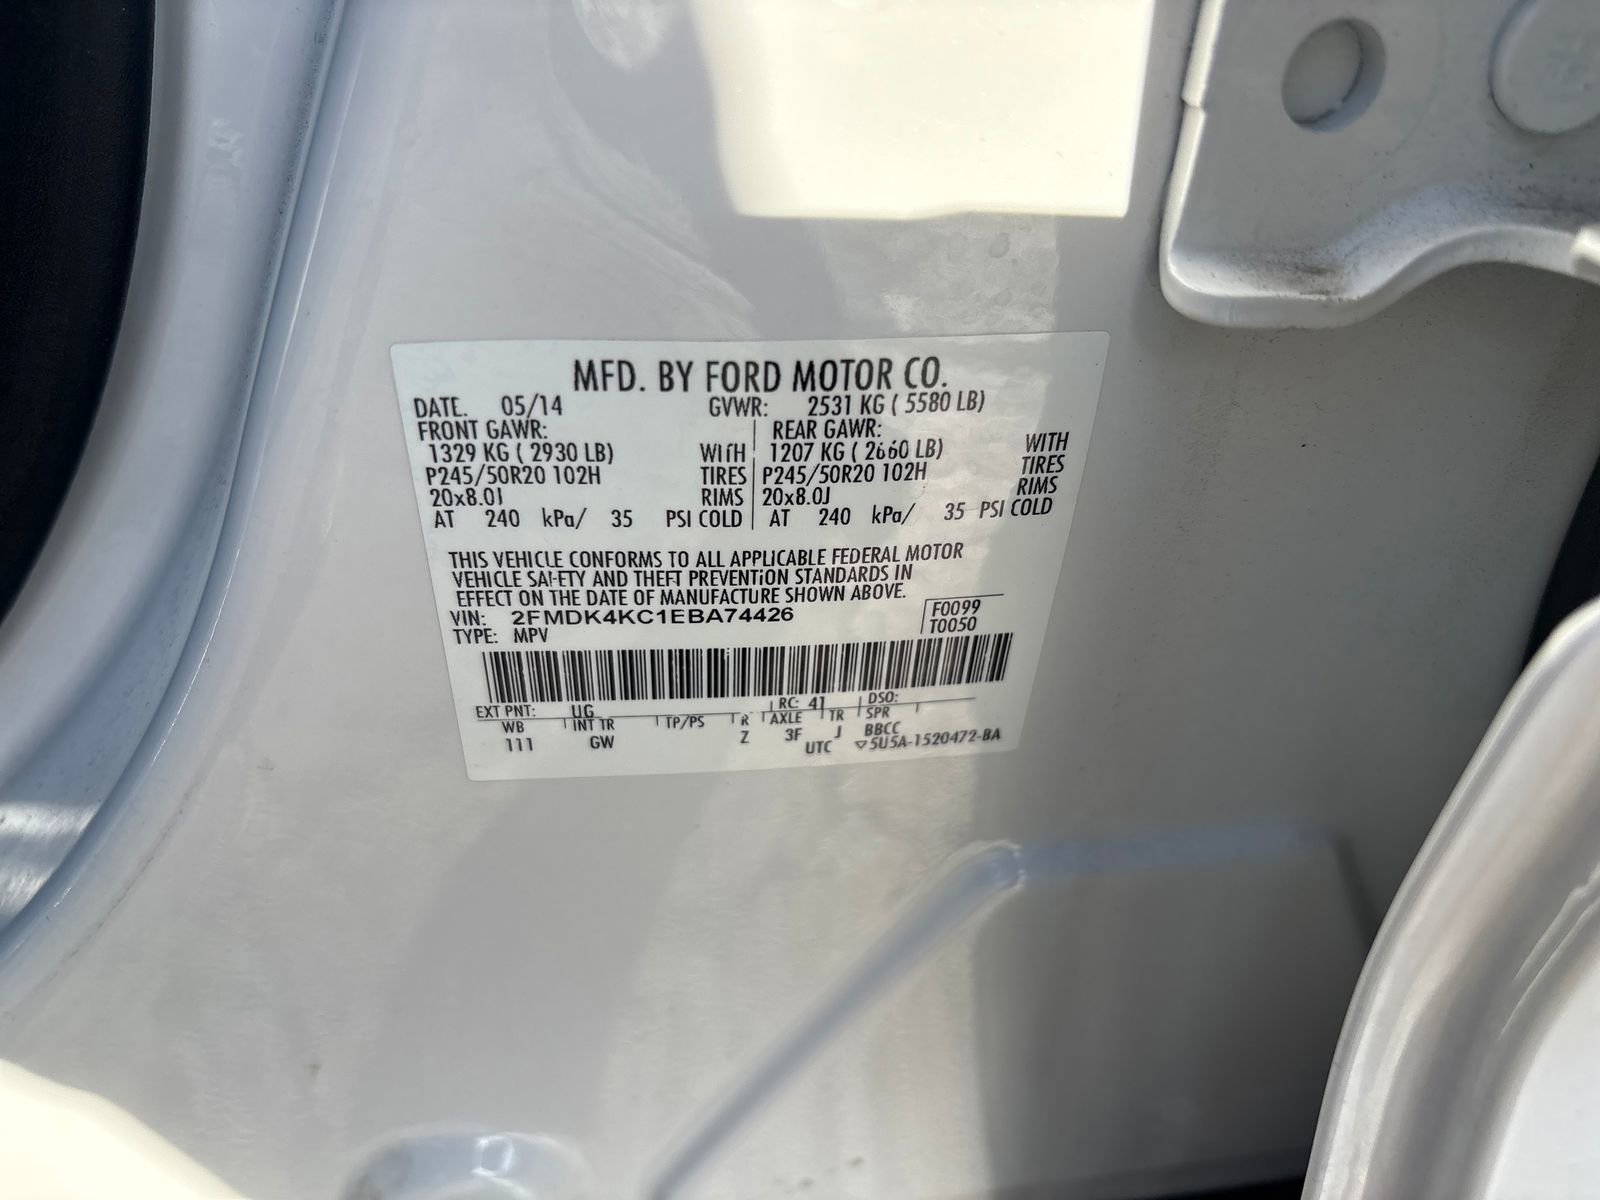 MFD. BY FORD MOTOR CO.
DATE. 05/14 GVWR: 2531 KG ( 5580 LB)
FRONT GAWR: REAR GAWR:
1329 KG ( 2930 LB) WITH 1207 KG ( 2660 LB) WITH
P245/50R20 102H TIRES P245/50R20 102H TIRES
20x8.0J RIMS 20x8.0J RIMS
AT 240 kPa/ 35 PSI COLD AT 240 kPa/ 35 PSI COLD
THIS VEHICLE CONFORMS TO ALL APPLICABLE FEDERAL MOTOR
VEHICLE SAFETY AND THEFT PREVENTION STANDARDS IN
EFFECT ON THE DATE OF MANUFACTURE SHOWN ABOVE.
VIN: 2FMDK4KC1EBA74426 F0099
TYPE: MPV T0050
EXT PNT: UG RC: 41 DSO:
WB INT TR TP/PS R AXLE TR SPR
111 GW Z 3F J BBCC
UTC ▽5U5A-1520472-BA